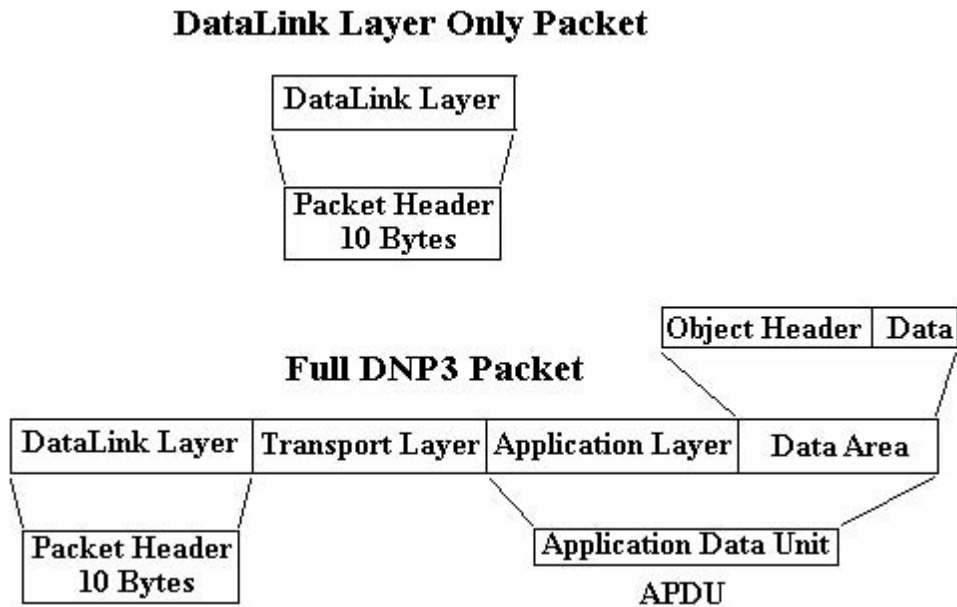 DataLink Layer Only Packet
DataLink Layer
Packet Header
10 Bytes
Object Header Data
Full DNP3 Packet
DataLink Layer Transport Layer Application Layer Data Area
Packet Header
10 Bytes
Application Data Unit
APDU